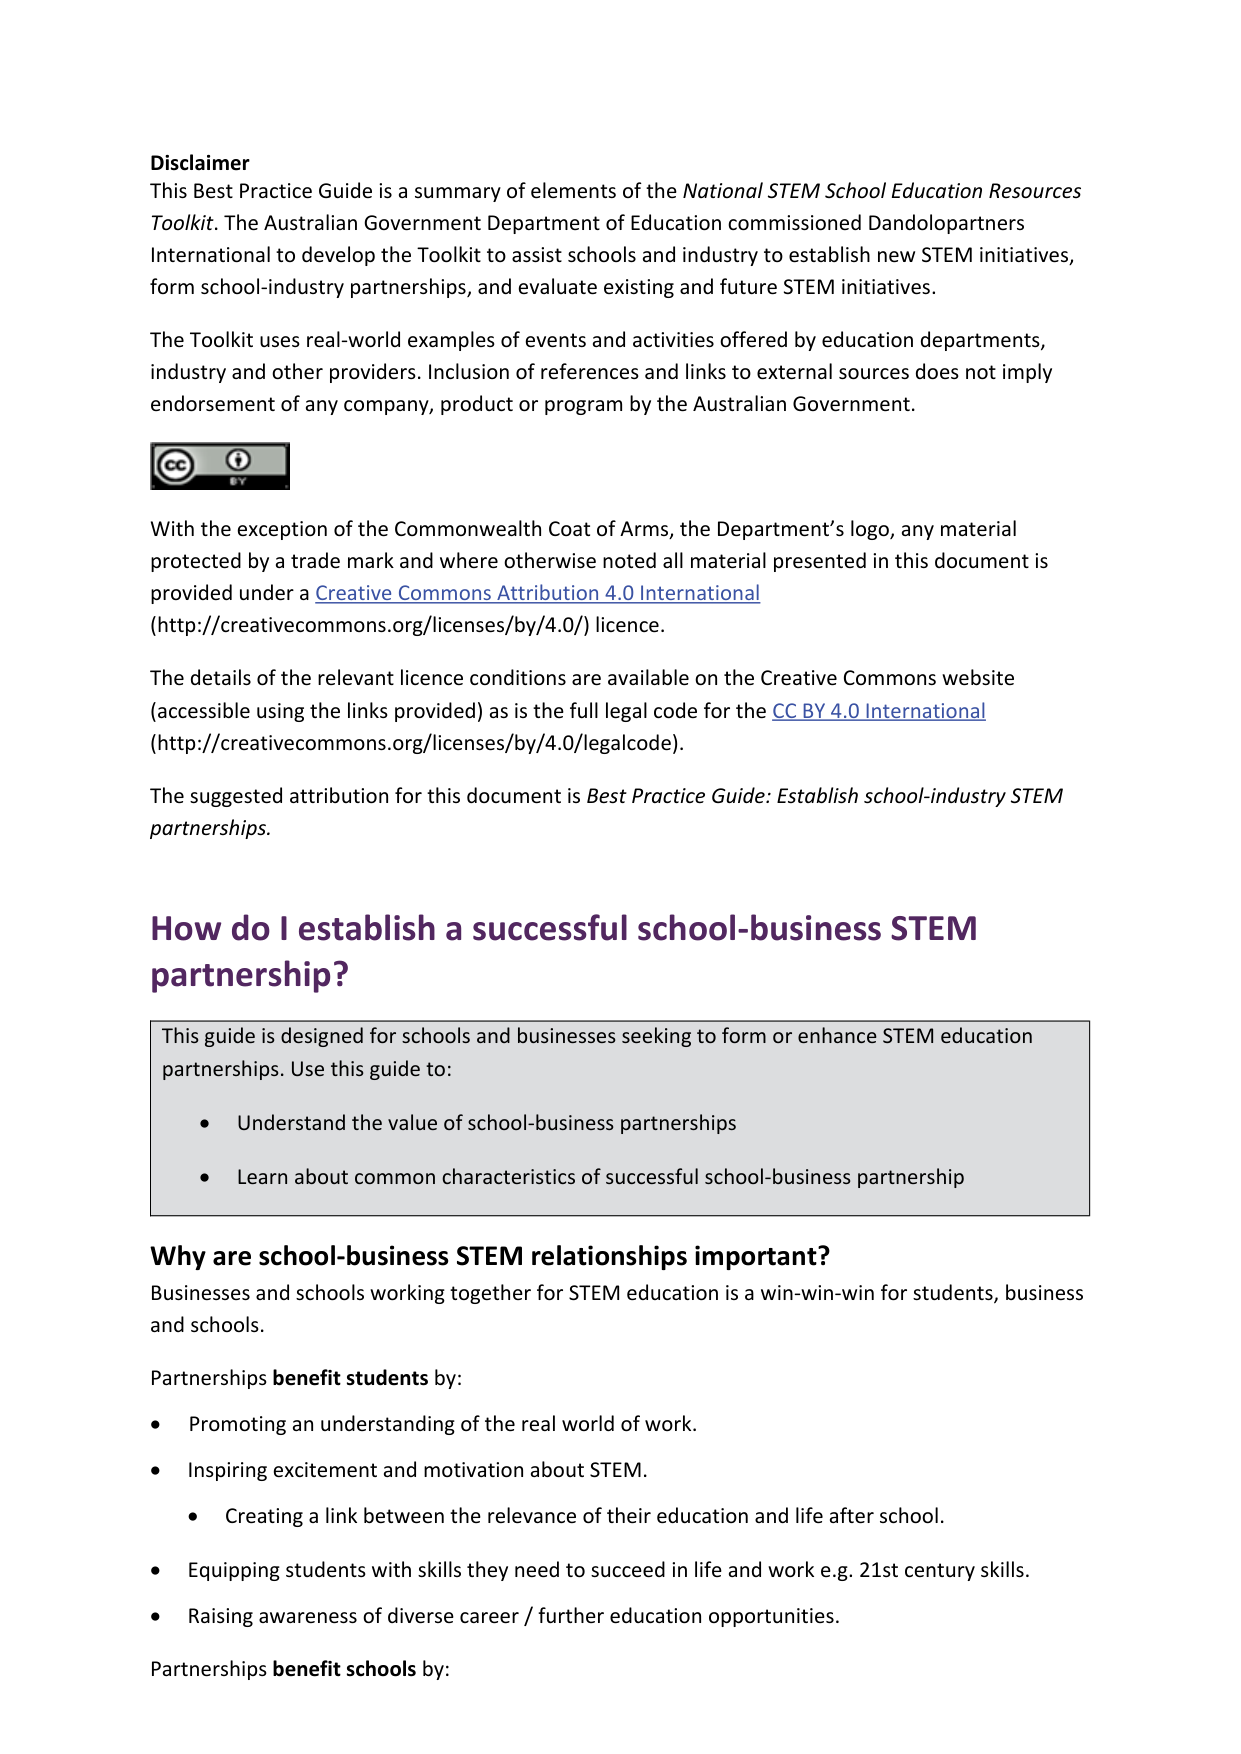 Disclaimer
This Best Practice Guide is a summary of elements of the National STEM School Education Resources
Toolkit. The Australian Government Department of Education commissioned Dandolopartners
International to develop the Toolkit to assist schools and industry to establish new STEM initiatives,
form school-industry partnerships, and evaluate existing and future STEM initiatives.
The Toolkit uses real-world examples of events and activities offered by education departments,
industry and other providers. Inclusion of references and links to external sources does not imply
endorsement of any company, product or program by the Australian Government.
cc BY
With the exception of the Commonwealth Coat of Arms, the Department’s logo, any material
protected by a trade mark and where otherwise noted all material presented in this document is
provided under a Creative Commons Attribution 4.0 International
(http://creativecommons.org/licenses/by/4.0/) licence.
The details of the relevant licence conditions are available on the Creative Commons website
(accessible using the links provided) as is the full legal code for the CC BY 4.0 International
(http://creativecommons.org/licenses/by/4.0/legalcode).
The suggested attribution for this document is Best Practice Guide: Establish school-industry STEM
partnerships.
How do I establish a successful school-business STEM
partnership?
This guide is designed for schools and businesses seeking to form or enhance STEM education
partnerships. Use this guide to:
• Understand the value of school-business partnerships
• Learn about common characteristics of successful school-business partnership
Why are school-business STEM relationships important?
Businesses and schools working together for STEM education is a win-win-win for students, business
and schools.
Partnerships benefit students by:
• Promoting an understanding of the real world of work.
• Inspiring excitement and motivation about STEM.
• Creating a link between the relevance of their education and life after school.
• Equipping students with skills they need to succeed in life and work e.g. 21st century skills.
• Raising awareness of diverse career / further education opportunities.
Partnerships benefit schools by: